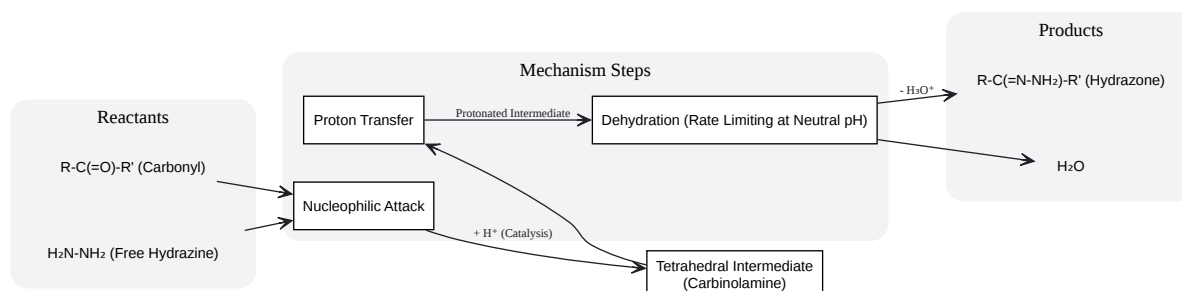 Reactants
R-C(=O)-R' (Carbonyl)
H₂N-NH₂ (Free Hydrazine)
Mechanism Steps
Proton Transfer
Protonated Intermediate
Dehydration (Rate Limiting at Neutral pH)
Nucleophilic Attack
+ H⁺ (Catalysis)
Tetrahedral Intermediate
(Carbinolamine)
- H₃O⁺
Products
R-C(=N-NH₂)-R' (Hydrazone)
H₂O